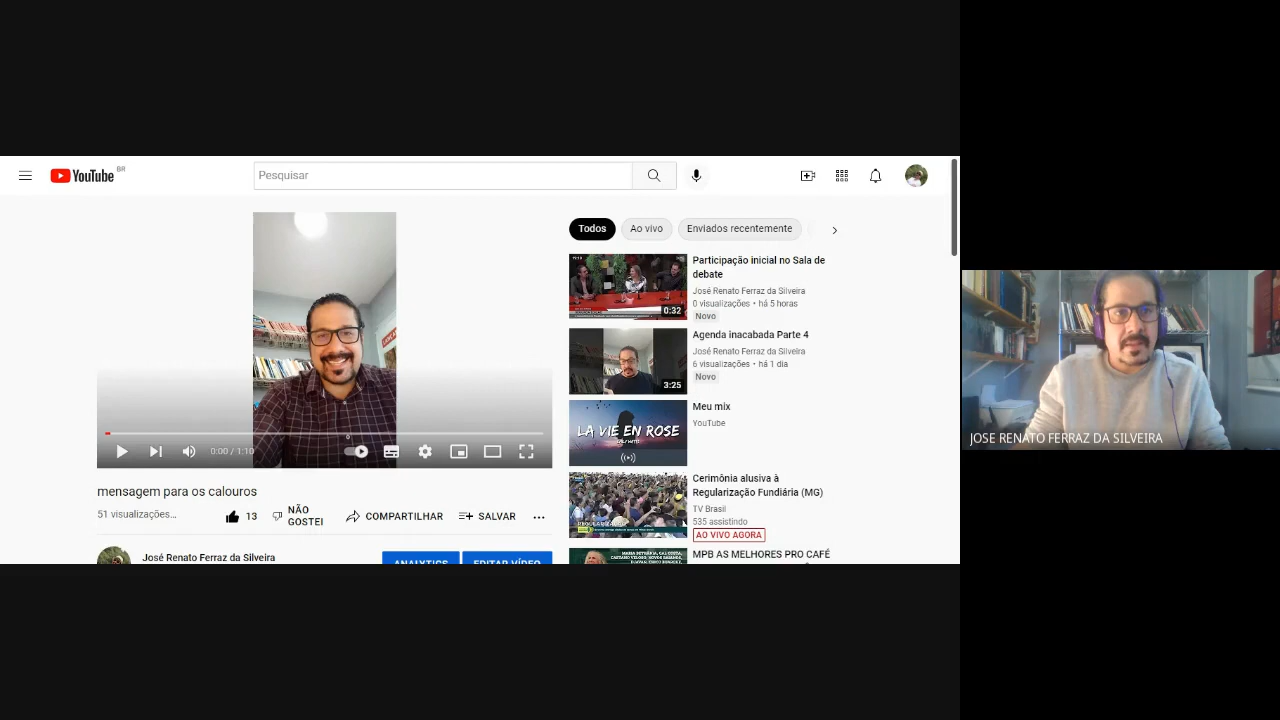 YouTube BR
Pesquisar
Todos
Ao vivo
Enviados recentemente
0:00 / 1:10
mensagem para os calouros
51 visualizações...
13
NÃO
GOSTEI
COMPARTILHAR
SALVAR
José Renato Ferraz da Silveira
ANALYTICS
EDITAR VÍDEO
0:32
Participação inicial no Sala de
debate
José Renato Ferraz da Silveira
0 visualizações • há 5 horas
Novo
3:25
Agenda inacabada Parte 4
José Renato Ferraz da Silveira
6 visualizações • há 1 dia
Novo
LA VIE EN ROSE
Meu mix
YouTube
Cerimônia alusiva à
Regularização Fundiária (MG)
TV Brasil
535 assistindo
AO VIVO AGORA
MPB AS MELHORES PRO CAFÉ
JOSE RENATO FERRAZ DA SILVEIRA